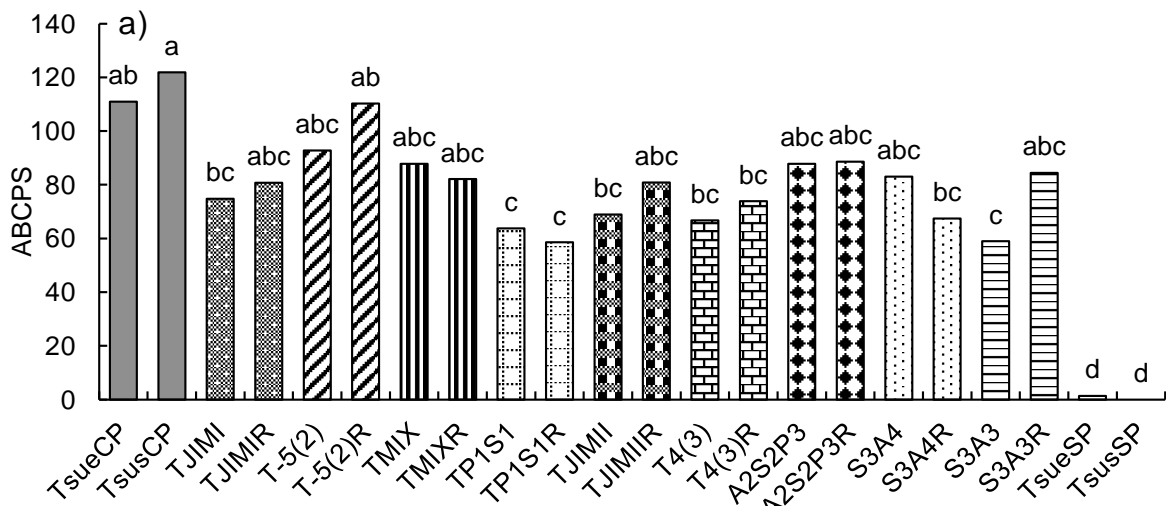 a)
ABCPS
140
120
100
80
60
40
20
0
ab
a
bc
abc
abc
ab
abc
abc
c
c
bc
abc
bc
bc
abc
abc
abc
bc
c
abc
d
d
TsueCP
TsusCP
TJIMI
TJIMIR
T-5(2)
T-5(2)R
TMIX
TMIXR
TP1S1
TP1S1R
TJIMII
TJIMIIR
T4(3)
T4(3)R
A2S2P3
A2S2P3R
S3A4
S3A4R
S3A3
S3A3R
TsueSP
TsusSP